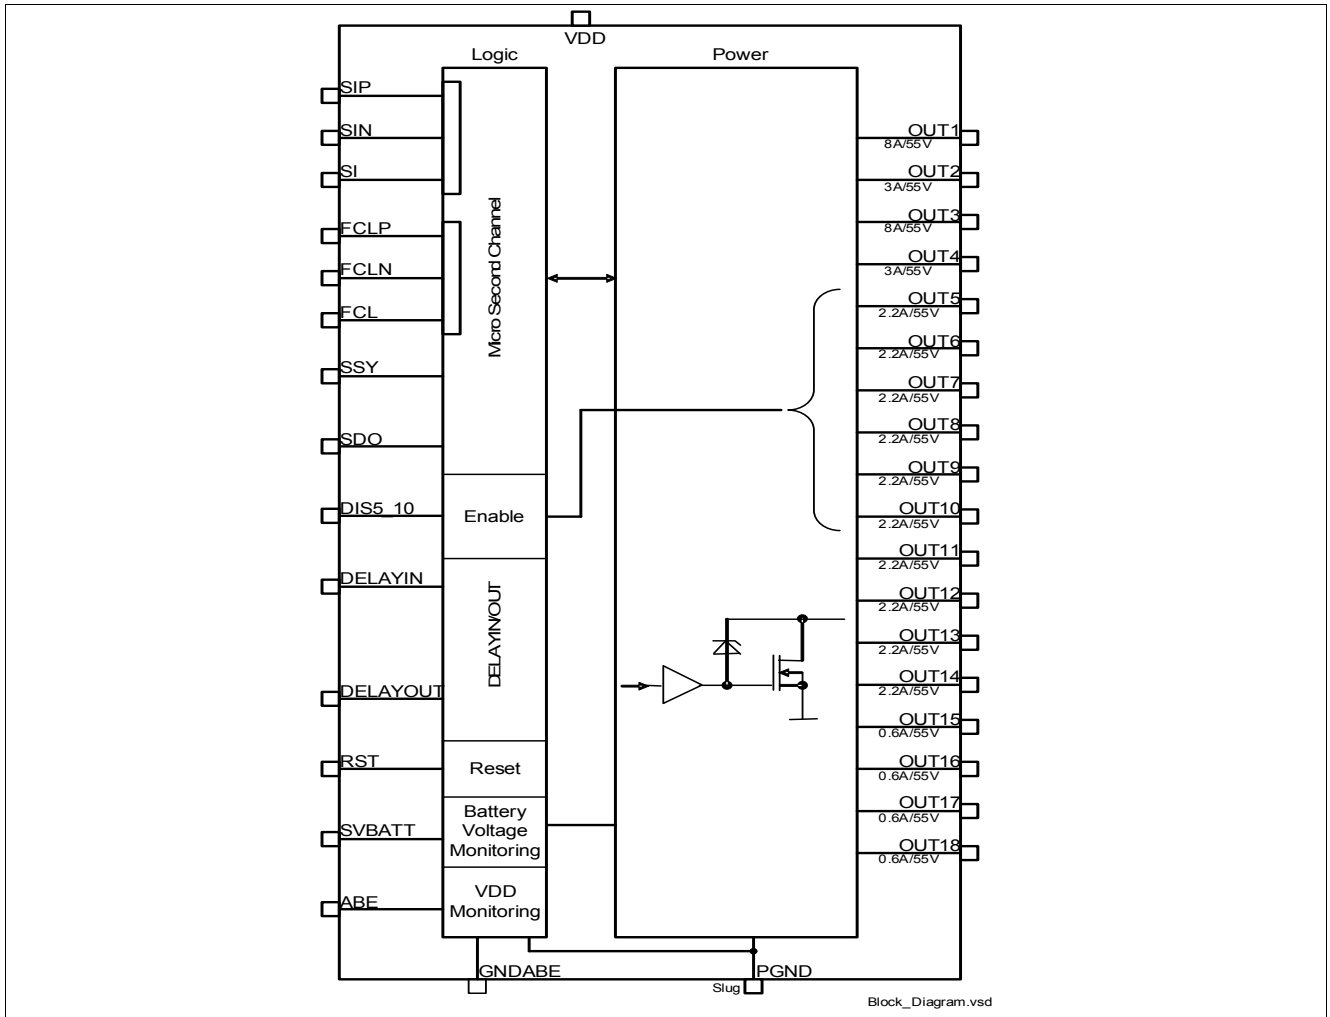 VDD
Logic
Power
SIP
SIN
SI
FCLP
FCLN
FCL
SSY
SDO
DIS5_10
DELAYIN
DELAYOUT
RST
SVBATT
ABE
Micro Second Channel
Enable
DELAYIN/OUT
Reset
Battery
Voltage
Monitoring
VDD
Monitoring
OUT1
8A/55V
OUT2
3A/55V
OUT3
8A/55V
OUT4
3A/55V
OUT5
2.2A/55V
OUT6
2.2A/55V
OUT7
2.2A/55V
OUT8
2.2A/55V
OUT9
2.2A/55V
OUT10
2.2A/55V
OUT11
2.2A/55V
OUT12
2.2A/55V
OUT13
2.2A/55V
OUT14
2.2A/55V
OUT15
0.6A/55V
OUT16
0.6A/55V
OUT17
0.6A/55V
OUT18
0.6A/55V
GNDABE
PGND
Slug
Block_Diagram.vsd